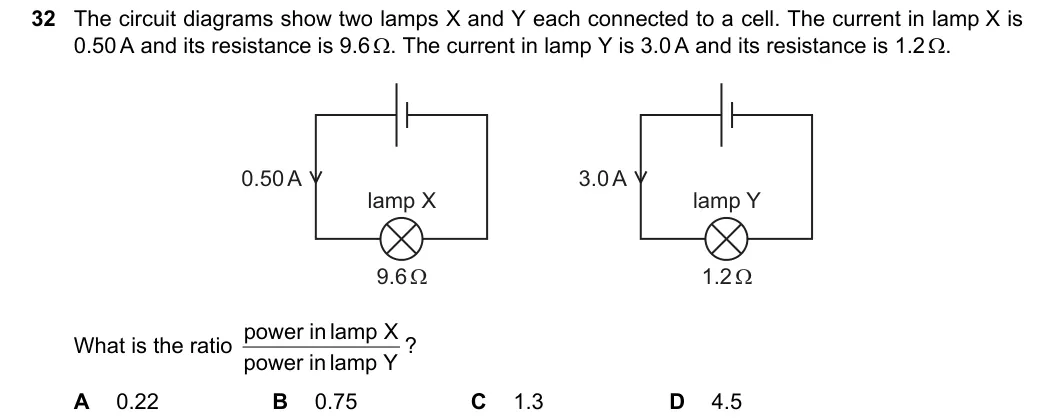 32 The circuit diagrams show two lamps X and Y each connected to a cell. The current in lamp X is
0.50 A and its resistance is 9.6 Ω. The current in lamp Y is 3.0 A and its resistance is 1.2 Ω.
0.50 A
lamp X
9.6 Ω
3.0 A
lamp Y
1.2 Ω
What is the ratio power in lamp X / power in lamp Y ?
A 0.22 B 0.75 C 1.3 D 4.5